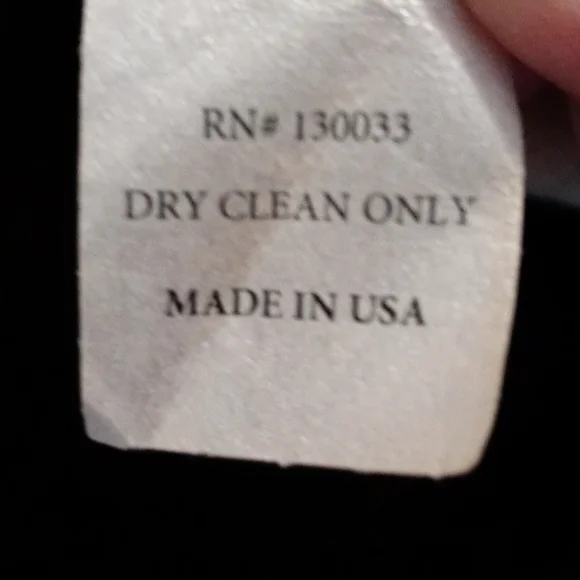 RN# 130033
DRY CLEAN ONLY
MADE IN USA